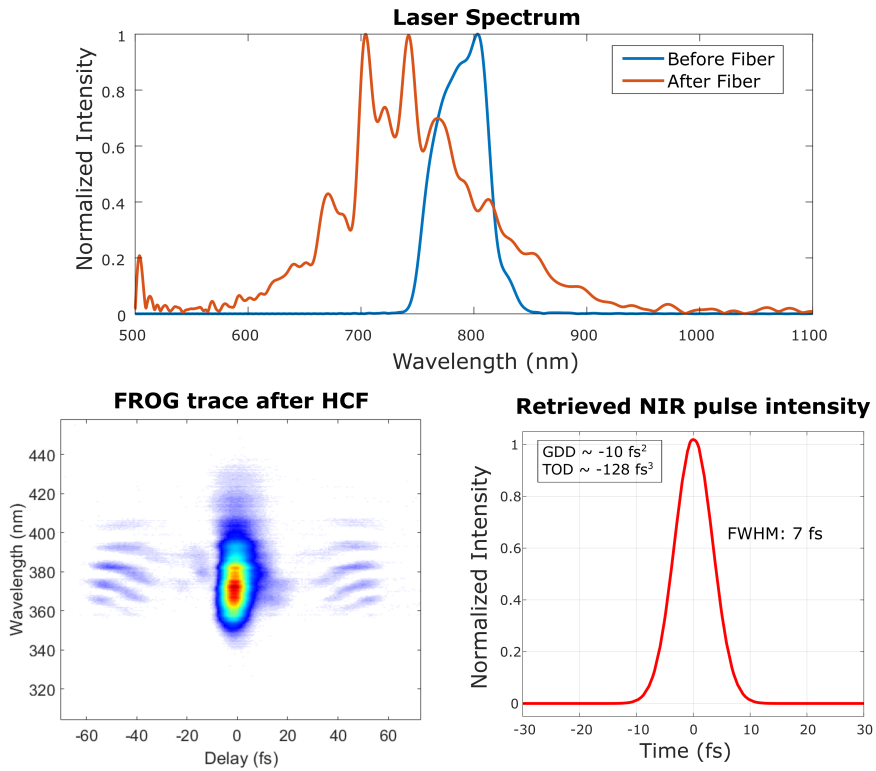 Laser Spectrum
Normalized Intensity
1
0.8
0.6
0.4
0.2
0
Before Fiber
After Fiber
500 600 700 800 900 1000 1100
Wavelength (nm)
FROG trace after HCF
Wavelength (nm)
440
420
400
380
360
340
320
-60 -40 -20 0 20 40 60
Delay (fs)
Retrieved NIR pulse intensity
Normalized Intensity
1
0.8
0.6
0.4
0.2
0
GDD ~ -10 fs²
TOD ~ -128 fs³
FWHM: 7 fs
-30 -20 -10 0 10 20 30
Time (fs)